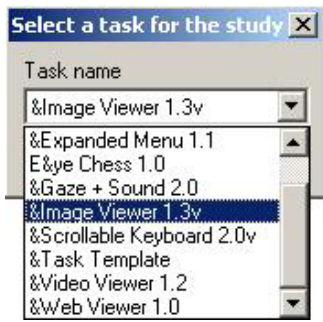 Select a task for the study
Task name
&Image Viewer 1.3v
&Expanded Menu 1.1
E&ye Chess 1.0
&Gaze + Sound 2.0
&Image Viewer 1.3v
&Scrollable Keyboard 2.0v
&Task Template
&Video Viewer 1.2
&Web Viewer 1.0